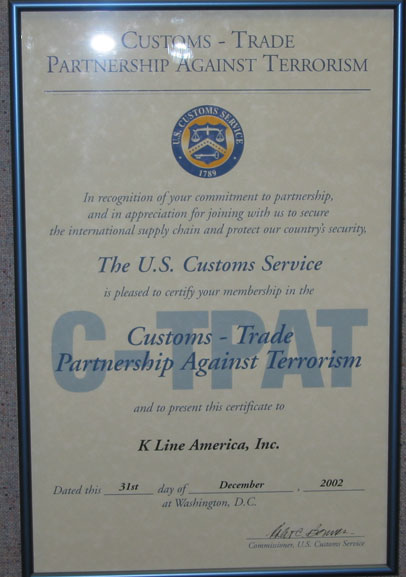 CUSTOMS - TRADE
PARTNERSHIP AGAINST TERRORISM
U.S. CUSTOMS SERVICE
1789
In recognition of your commitment to partnership,
and in appreciation for joining with us to secure
the international supply chain and protect our country's security,
The U.S. Customs Service
is pleased to certify your membership in the
C-TPAT
Customs - Trade
Partnership Against Terrorism
and to present this certificate to
K Line America, Inc.
Dated this 31st day of December , 2002
at Washington, D.C.
Commissioner, U.S. Customs Service